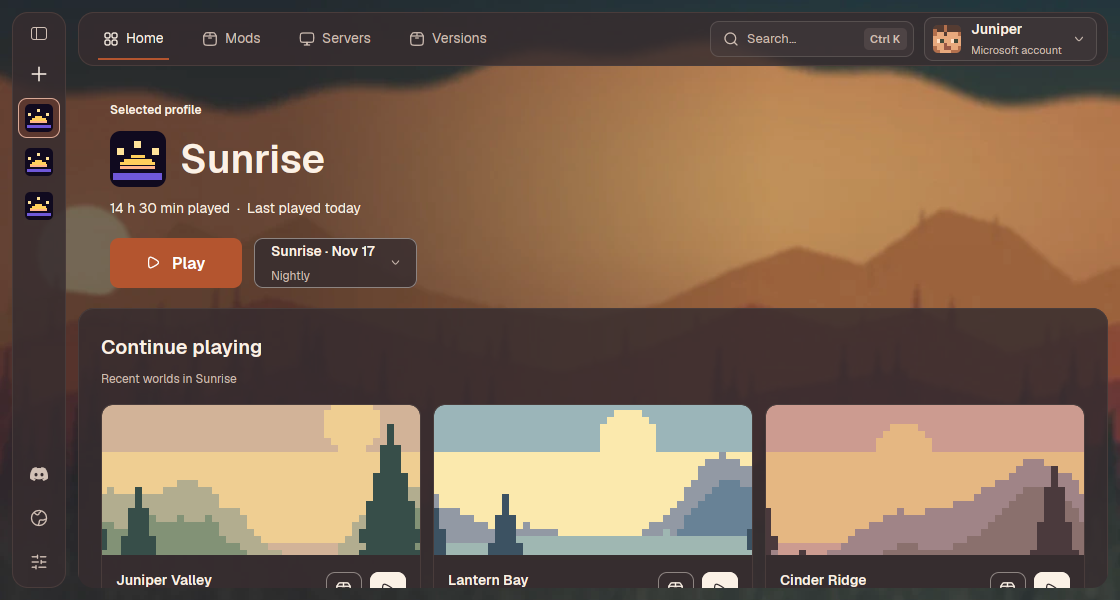 Home
Mods
Servers
Versions
Search...
Ctrl K
Juniper
Microsoft account
Selected profile
Sunrise
14 h 30 min played · Last played today
Play
Sunrise · Nov 17
Nightly
Continue playing
Recent worlds in Sunrise
Juniper Valley
Lantern Bay
Cinder Ridge